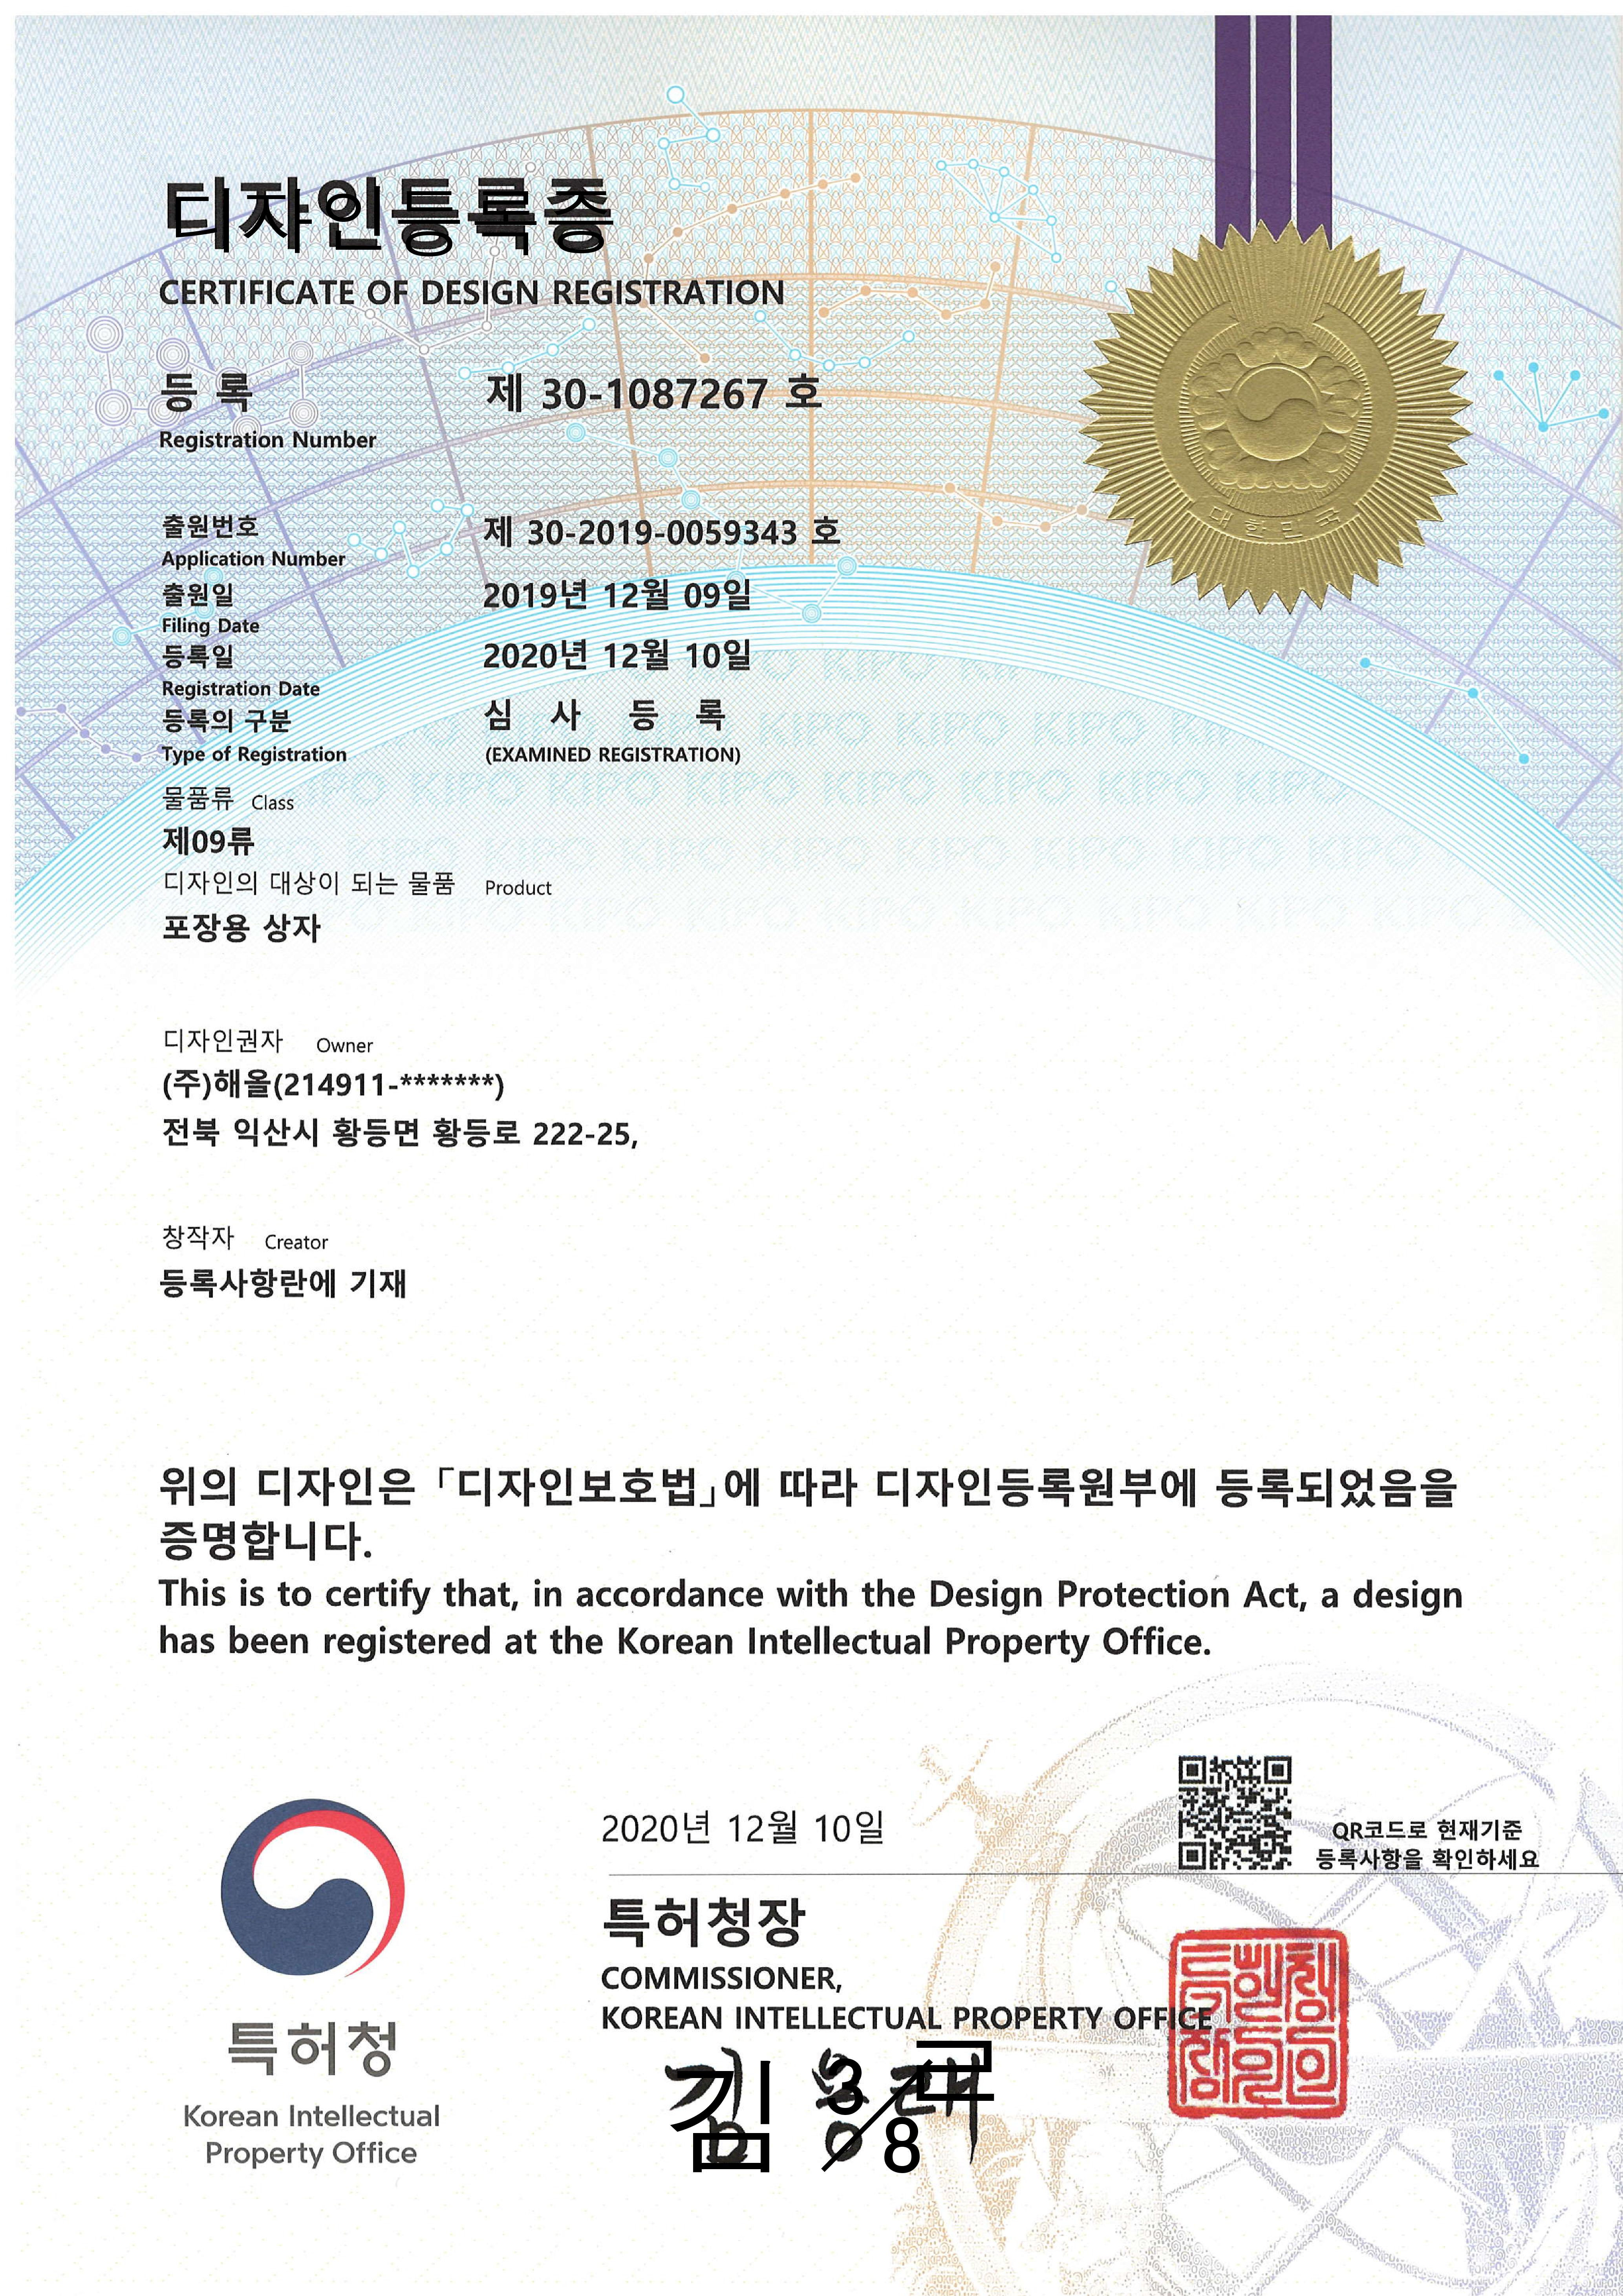 디자인등록증
CERTIFICATE OF DESIGN REGISTRATION
등 록 제 30-1087267 호
Registration Number
출원번호 제 30-2019-0059343 호
Application Number
출원일 2019년 12월 09일
Filing Date
등록일 2020년 12월 10일
Registration Date
등록의 구분 심 사 등 록
Type of Registration (EXAMINED REGISTRATION)
물품류 Class
제09류
디자인의 대상이 되는 물품 Product
포장용 상자
디자인권자 Owner
(주)해올(214911-*******)
전북 익산시 황등면 황등로 222-25,
창작자 Creator
등록사항란에 기재
위의 디자인은 「디자인보호법」에 따라 디자인등록원부에 등록되었음을
증명합니다.
This is to certify that, in accordance with the Design Protection Act, a design
has been registered at the Korean Intellectual Property Office.
2020년 12월 10일
QR코드로 현재기준
등록사항을 확인하세요
특허청장
COMMISSIONER,
KOREAN INTELLECTUAL PROPERTY OFFICE
김
특허청
Korean Intellectual
Property Office
대한민국